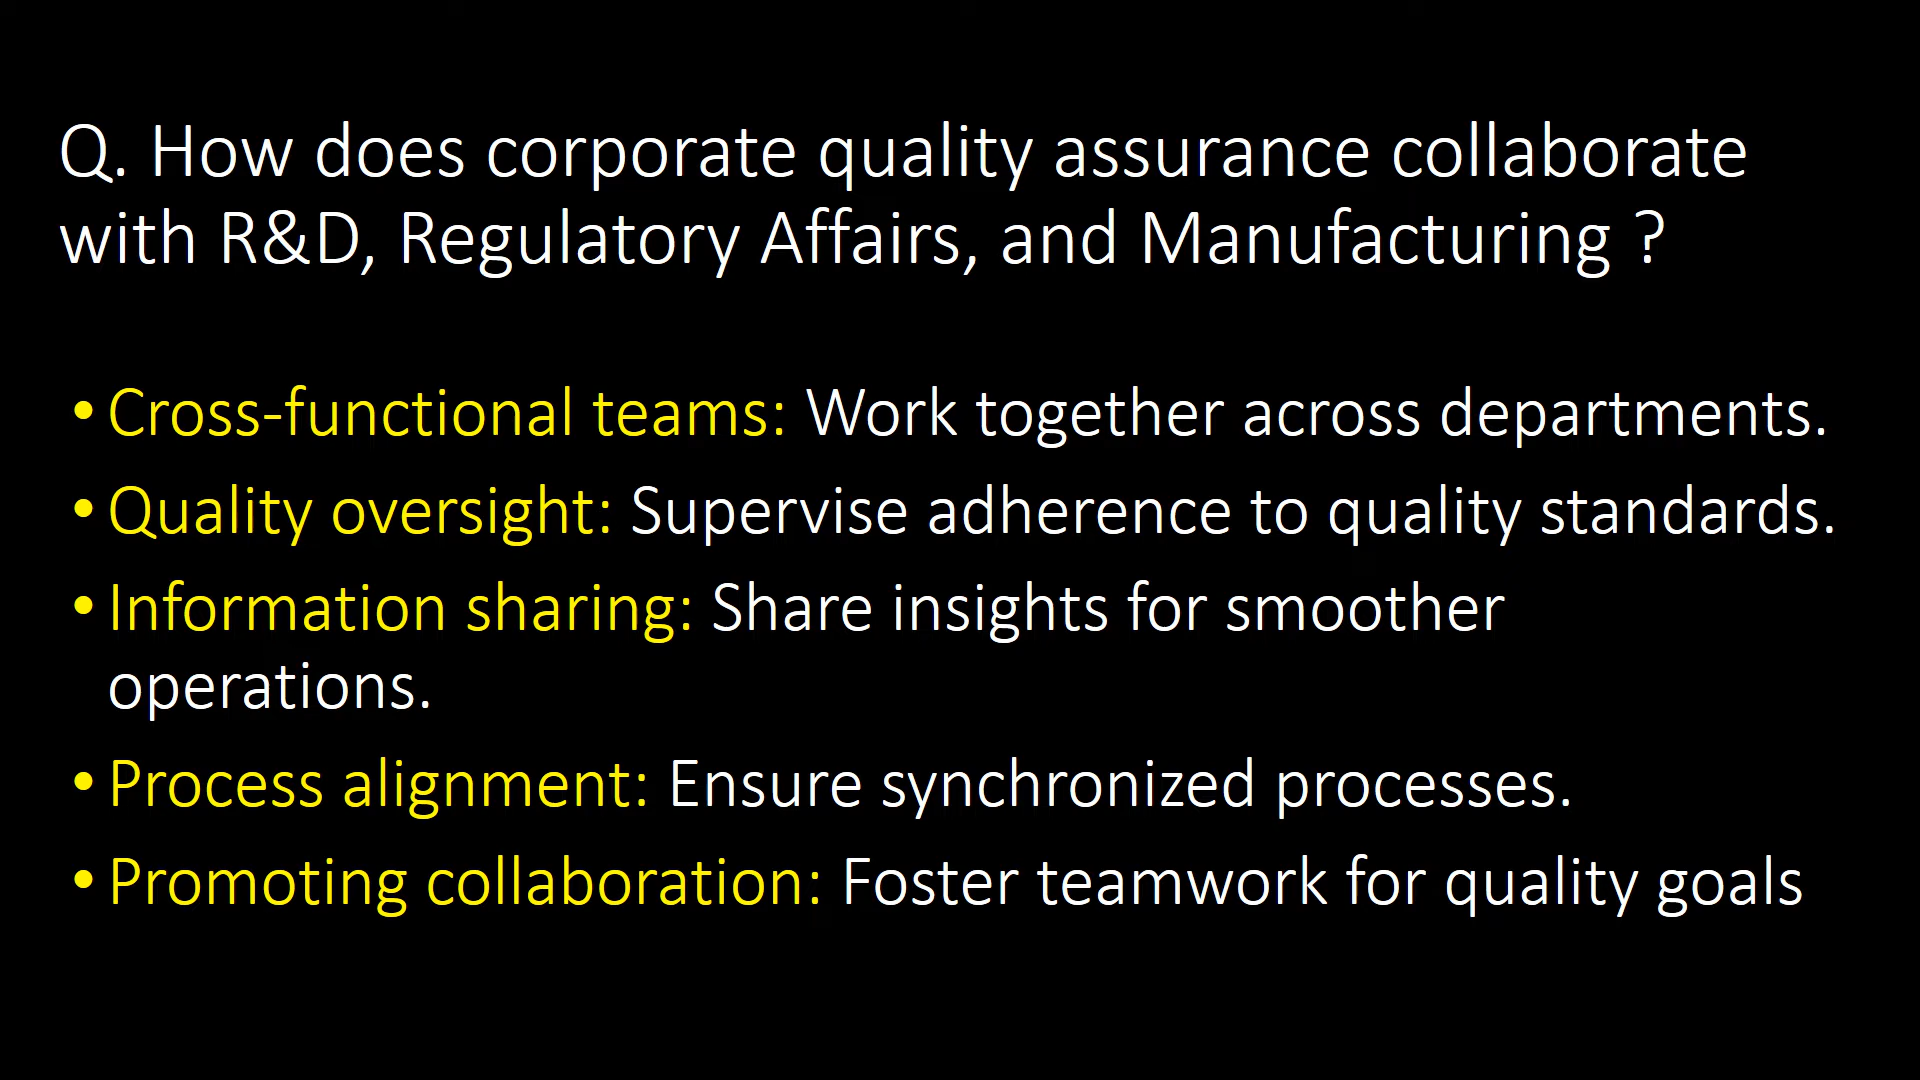 Q. How does corporate quality assurance collaborate
with R&D, Regulatory Affairs, and Manufacturing ?
• Cross-functional teams: Work together across departments.
• Quality oversight: Supervise adherence to quality standards.
• Information sharing: Share insights for smoother
operations.
• Process alignment: Ensure synchronized processes.
• Promoting collaboration: Foster teamwork for quality goals